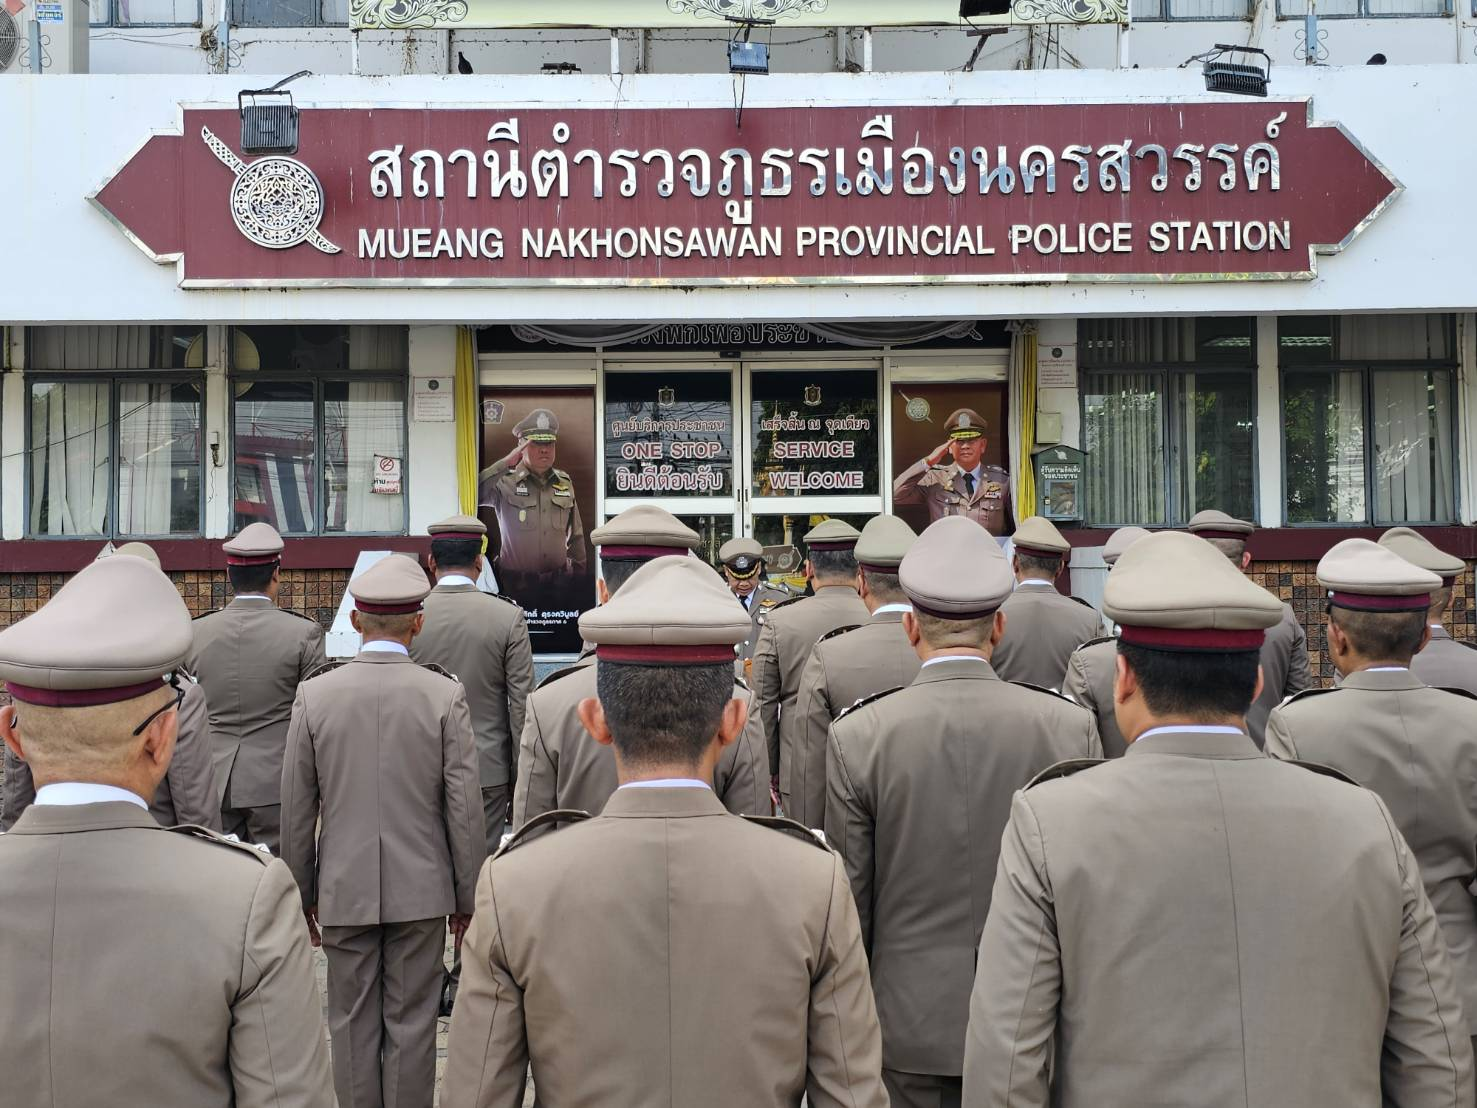 สถานีตำรวจภูธรเมืองนครสวรรค์
MUEANG NAKHONSAWAN PROVINCIAL POLICE STATION
ศูนย์บริการประชาชน
ONE STOP
ยินดีต้อนรับ
เสร็จสิ้น ณ จุดเดียว
SERVICE
WELCOME